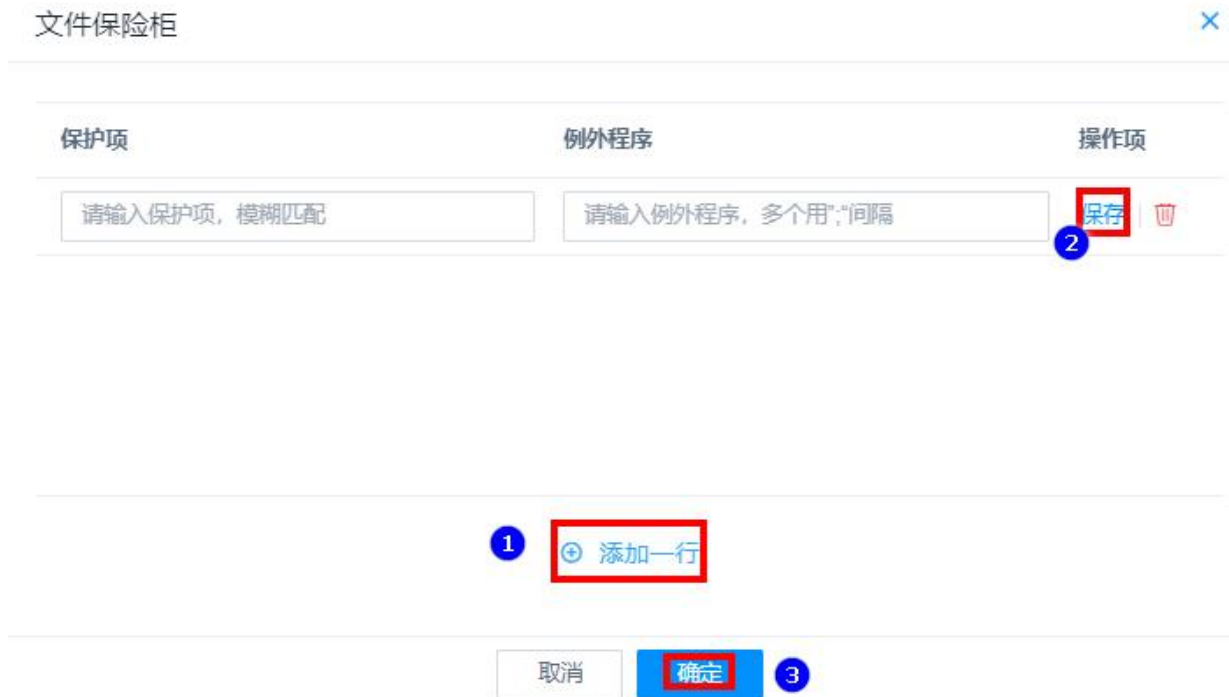 文件保险柜
保护项 例外程序 操作项
请输入保护项，模糊匹配 请输入例外程序，多个用";"间隔 保存
2
1 添加一行
取消 确定 3